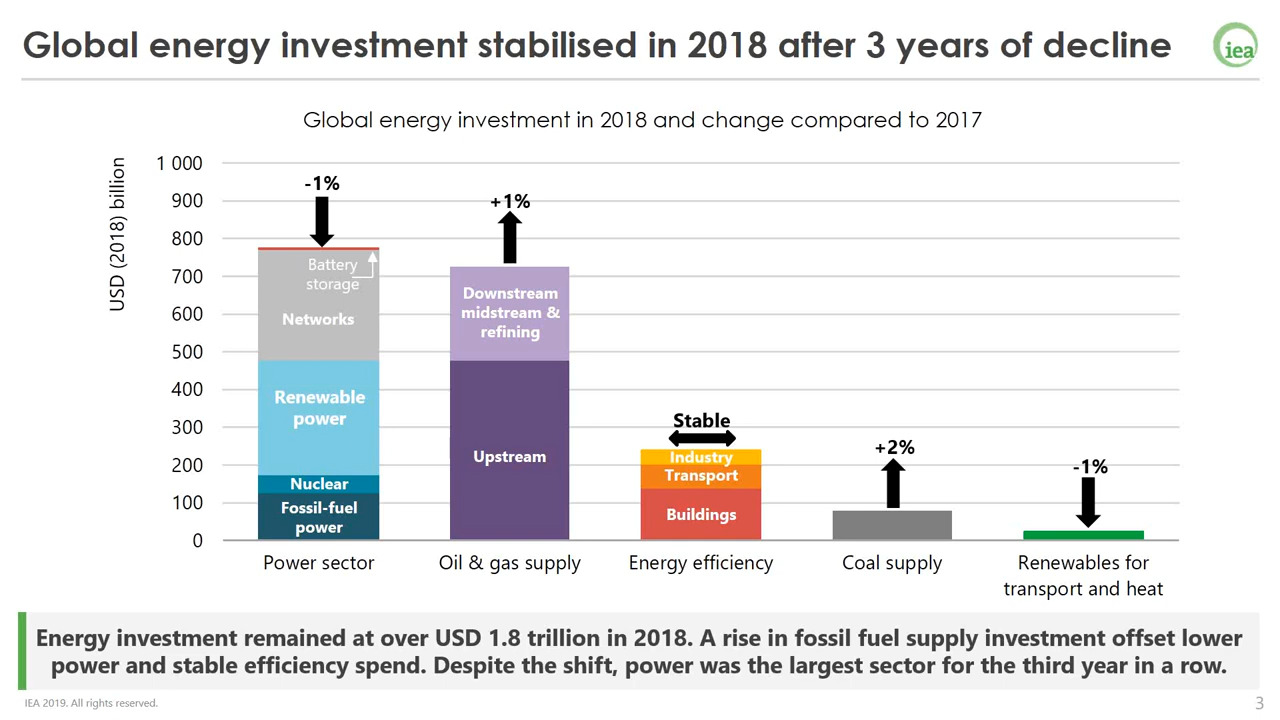 Global energy investment stabilised in 2018 after 3 years of decline
iea
Global energy investment in 2018 and change compared to 2017
USD (2018) billion
1 000
900
800
700
600
500
400
300
200
100
0
-1%
Battery
storage
Networks
Renewable
power
Nuclear
Fossil-fuel
power
+1%
Downstream
midstream &
refining
Upstream
Stable
Industry
Transport
Buildings
+2%
-1%
Power sector
Oil & gas supply
Energy efficiency
Coal supply
Renewables for
transport and heat
Energy investment remained at over USD 1.8 trillion in 2018. A rise in fossil fuel supply investment offset lower
power and stable efficiency spend. Despite the shift, power was the largest sector for the third year in a row.
IEA 2019. All rights reserved.
3